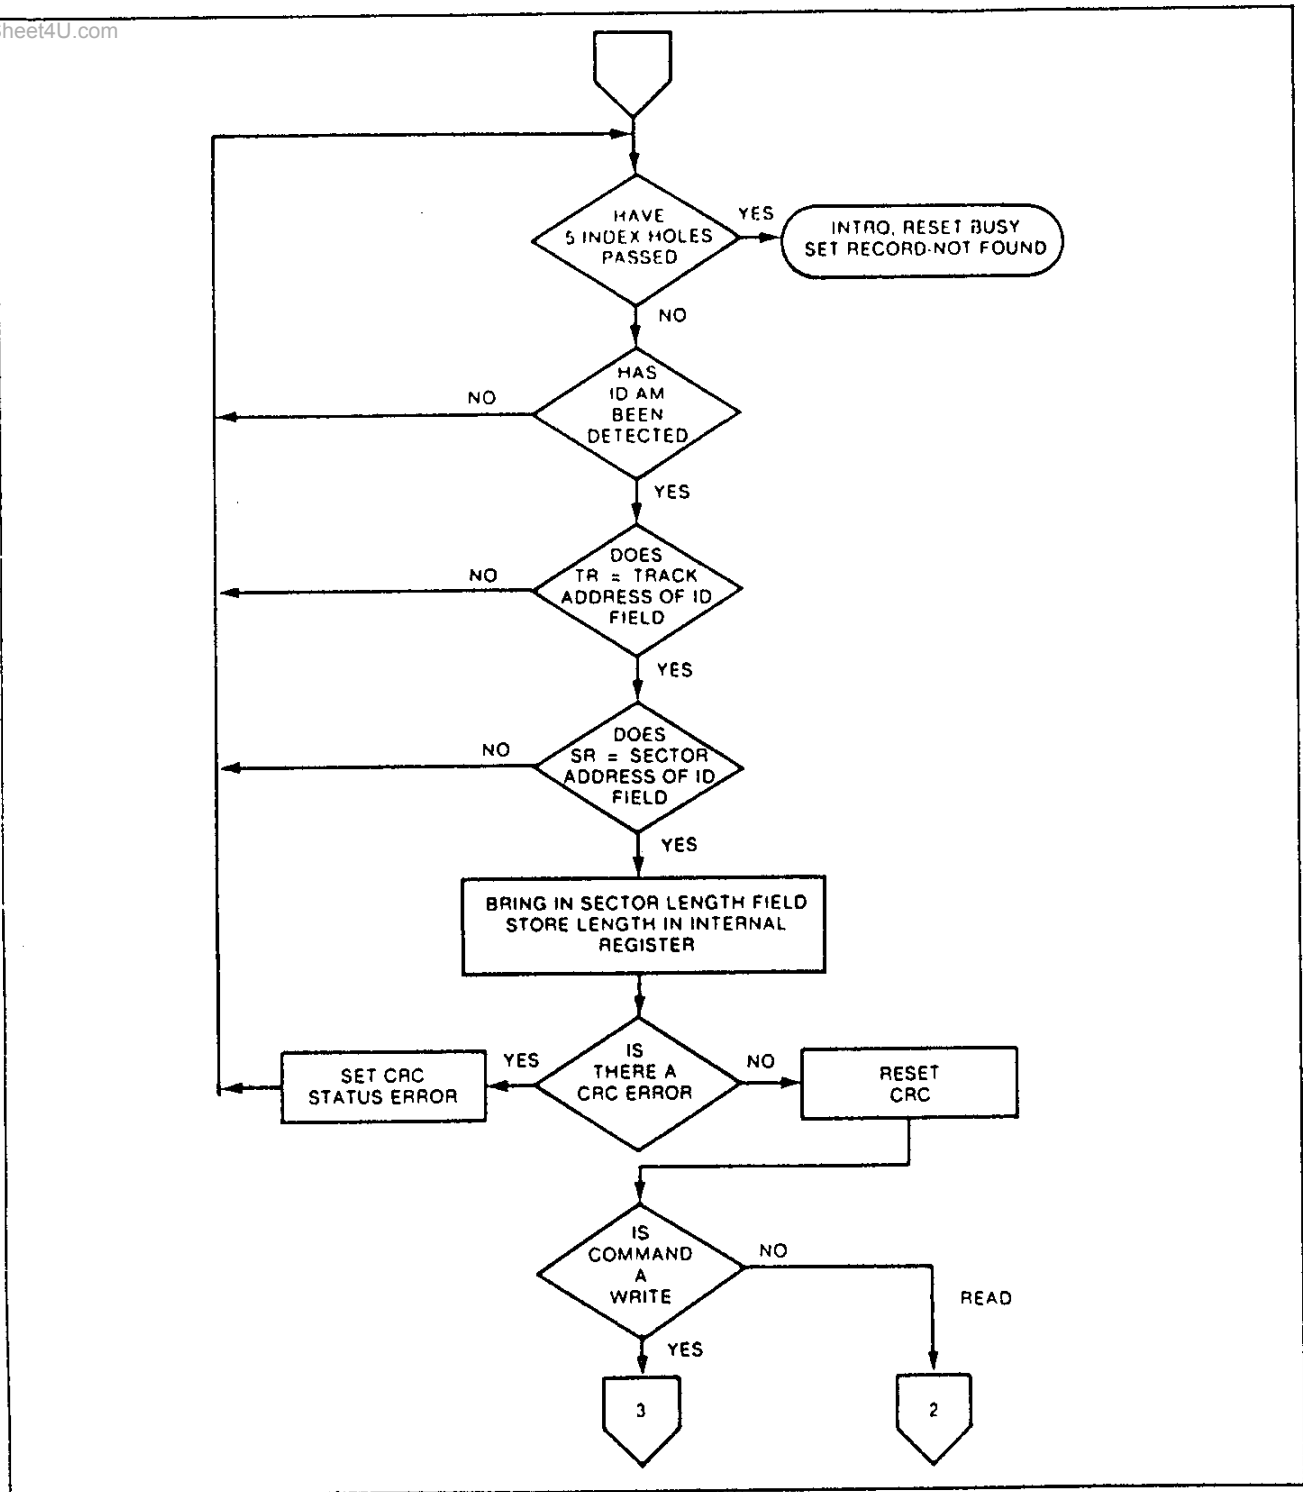 Sheet4U.com
HAVE
5 INDEX HOLES
PASSED
YES
INTRO, RESET BUSY
SET RECORD-NOT FOUND
NO
HAS
ID AM
BEEN
DETECTED
NO
YES
DOES
TR = TRACK
ADDRESS OF ID
FIELD
NO
YES
DOES
SR = SECTOR
ADDRESS OF ID
FIELD
NO
YES
BRING IN SECTOR LENGTH FIELD
STORE LENGTH IN INTERNAL
REGISTER
SET CRC
STATUS ERROR
YES
IS
THERE A
CRC ERROR
NO
RESET
CRC
IS
COMMAND
A
WRITE
NO
READ
YES
3
2